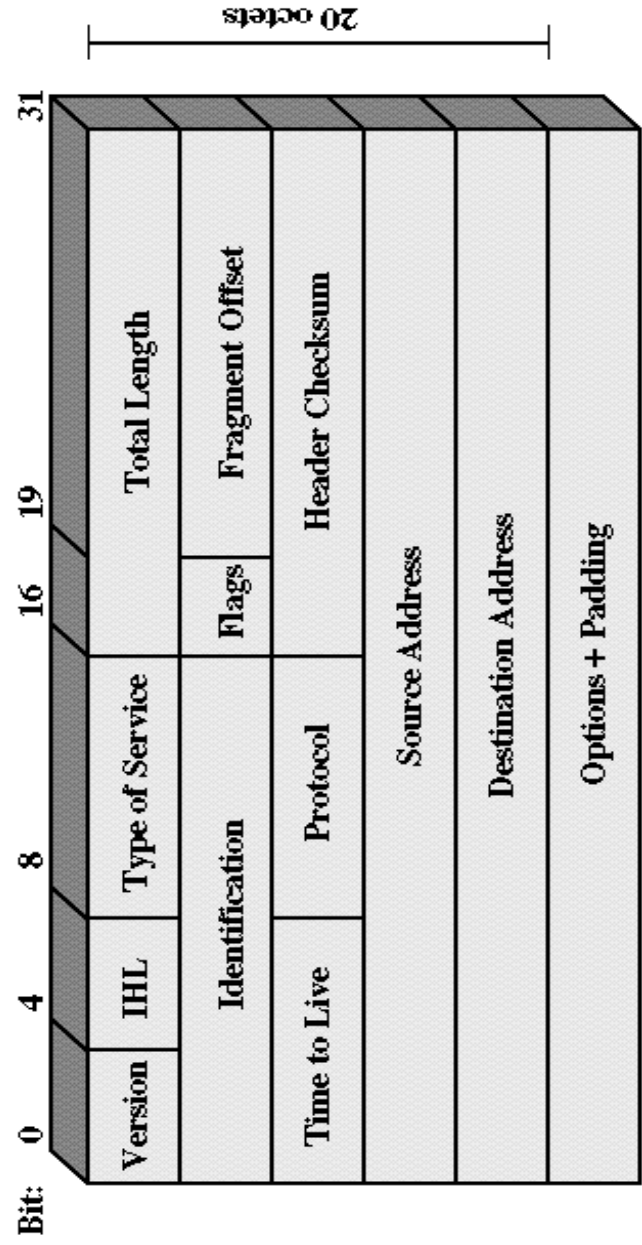 Bit: 0 4 8 16 19 31
Version IHL Type of Service Total Length
Identification Flags Fragment Offset
Time to Live Protocol Header Checksum
Source Address
Destination Address
Options + Padding
20 octets